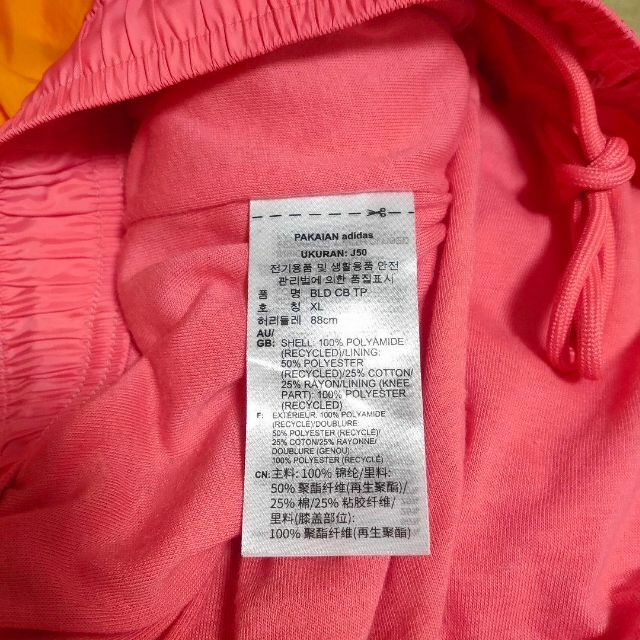 PAKAIAN adidas
UKURAN: J50
전기용품 및 생활용품 안전
관리법에 의한 품질표시
품 명 BLD CB TP
호 칭 XL
허리둘레 88cm
AU/
GB: SHELL: 100% POLYAMIDE
(RECYCLED)/LINING:
50% POLYESTER
(RECYCLED)/25% COTTON/
25% RAYON/LINING (KNEE
PART): 100% POLYESTER
(RECYCLED)
F: EXTÉRIEUR: 100% POLYAMIDE
(RECYCLÉ)/DOUBLURE:
50% POLYESTER (RECYCLÉ)/
25% COTON/25% RAYONNE/
DOUBLURE (GENOU):
100% POLYESTER (RECYCLÉ)
CN: 主料: 100% 锦纶/里料:
50% 聚酯纤维(再生聚酯)/
25% 棉/25% 粘胶纤维/
里料(膝盖部位):
100% 聚酯纤维(再生聚酯)